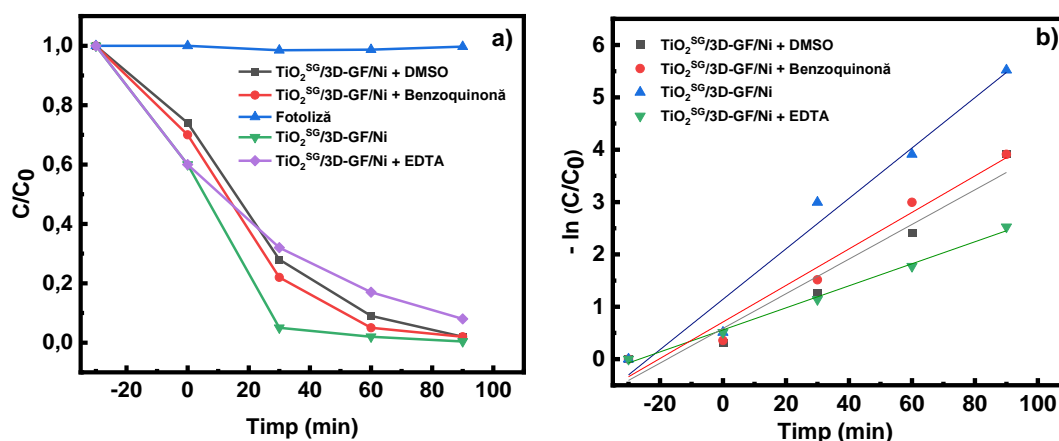 a)
1,0
0,8
0,6
0,4
0,2
0,0
C/C0
TiO2SG/3D-GF/Ni + DMSO
TiO2SG/3D-GF/Ni + Benzoquinonă
Fotoliză
TiO2SG/3D-GF/Ni
TiO2SG/3D-GF/Ni + EDTA
-20 0 20 40 60 80 100
Timp (min)
b)
6
5
4
3
2
1
0
- ln (C/C0)
TiO2SG/3D-GF/Ni + DMSO
TiO2SG/3D-GF/Ni + Benzoquinonă
TiO2SG/3D-GF/Ni
TiO2SG/3D-GF/Ni + EDTA
-20 0 20 40 60 80 100
Timp (min)